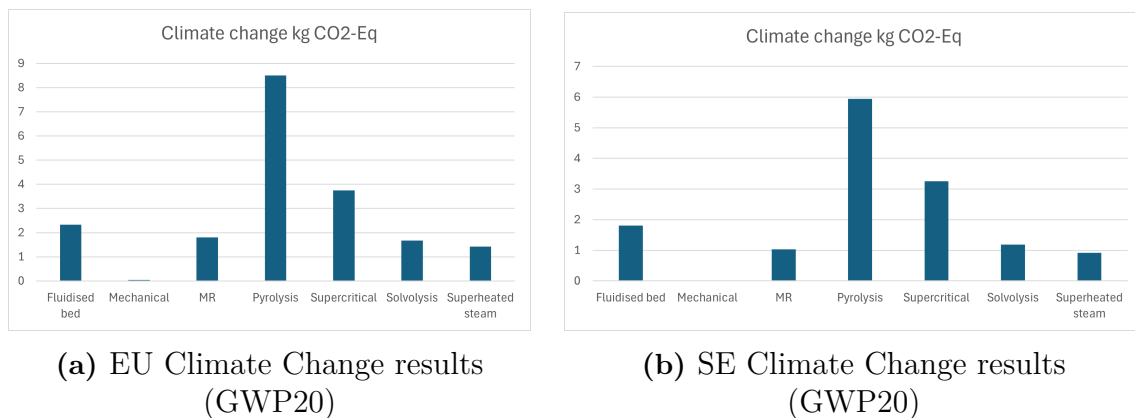 Climate change kg CO2-Eq
9
8
7
6
5
4
3
2
1
0
Fluidised bed
Mechanical
MR
Pyrolysis
Supercritical
Solvolysis
Superheated steam
(a) EU Climate Change results
(GWP20)
Climate change kg CO2-Eq
7
6
5
4
3
2
1
0
Fluidised bed
Mechanical
MR
Pyrolysis
Supercritical
Solvolysis
Superheated steam
(b) SE Climate Change results
(GWP20)